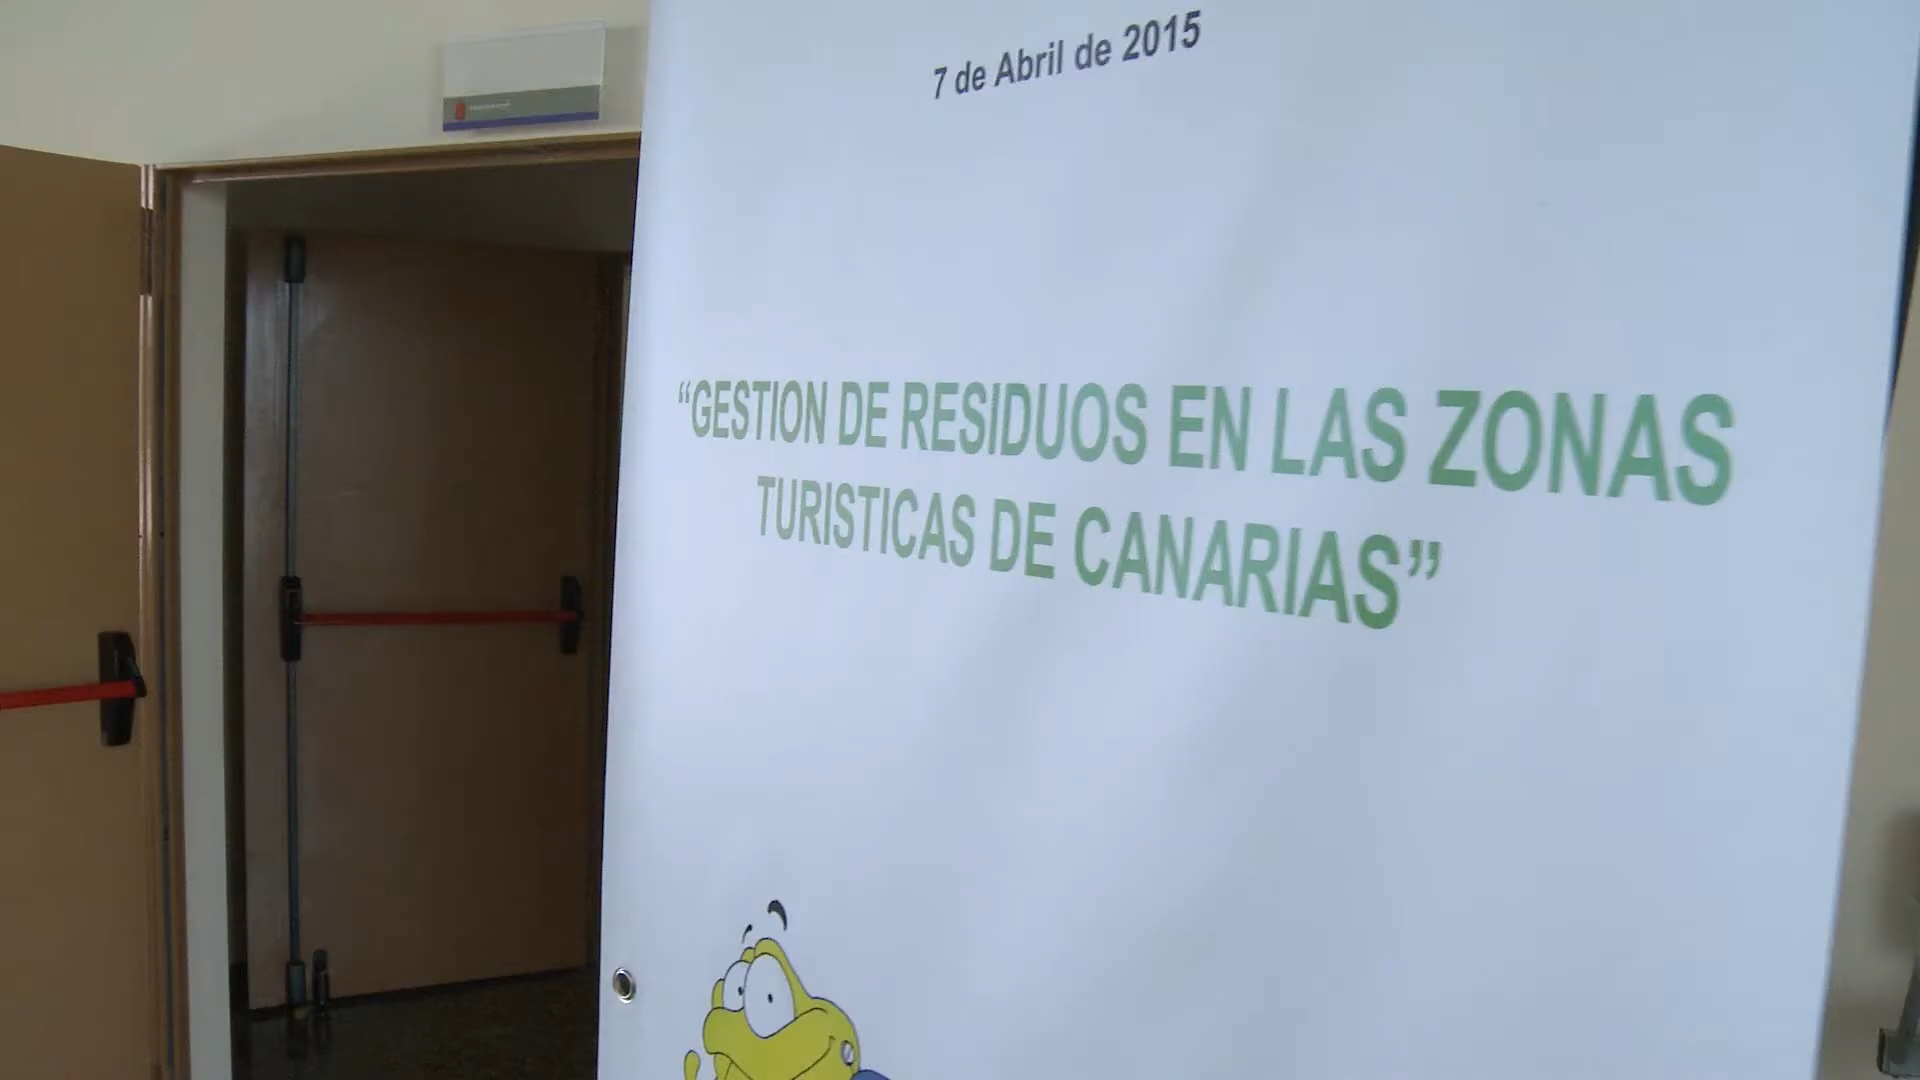 7 de Abril de 2015
“GESTION DE RESIDUOS EN LAS ZONAS
TURISTICAS DE CANARIAS”